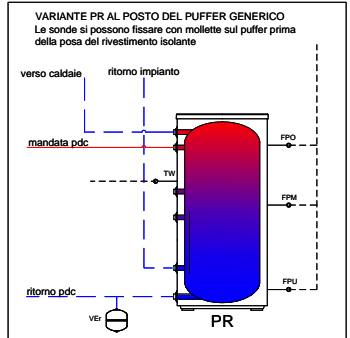 VARIANTE PR AL POSTO DEL PUFFER GENERICO
Le sonde si possono fissare con mollette sul puffer prima
della posa del rivestimento isolante
verso caldaie
ritorno impianto
mandata pdc
FPO
TW
FPM
FPU
ritorno pdc
VEr
PR